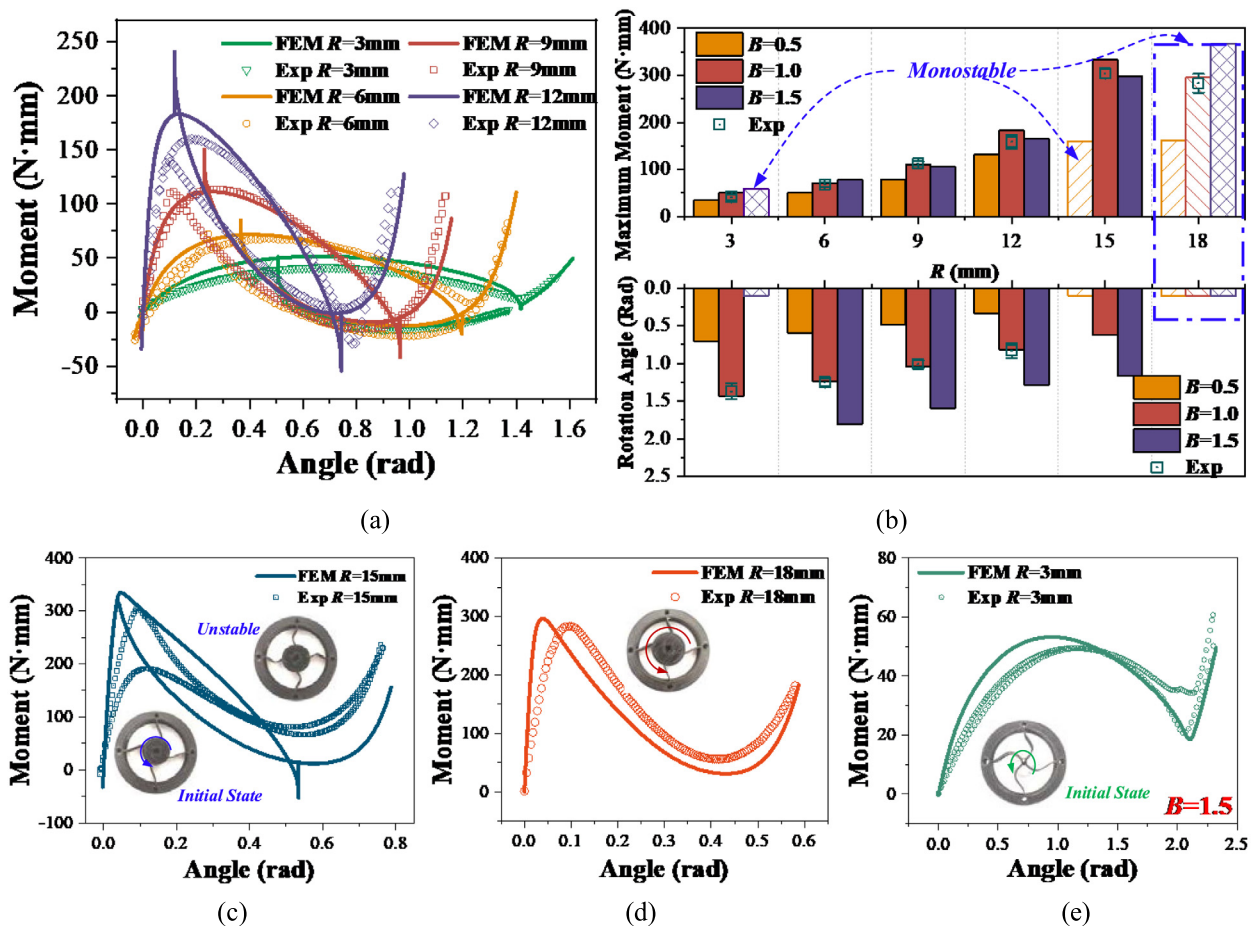 FEM R=3mm FEM R=9mm
Exp R=3mm Exp R=9mm
FEM R=6mm FEM R=12mm
Exp R=6mm Exp R=12mm
250
200
150
100
50
0
-50
Moment (N·mm)
0.0 0.2 0.4 0.6 0.8 1.0 1.2 1.4 1.6
Angle (rad)
(a)
Maximum Moment (N·mm)
400
300
200
100
0
B=0.5
B=1.0
B=1.5
Exp
Monostable
3 6 9 12 15 18
R (mm)
Rotation Angle (Rad)
0.0
0.5
1.0
1.5
2.0
2.5
B=0.5
B=1.0
B=1.5
Exp
(b)
400
300
200
100
0
-100
Moment (N·mm)
FEM R=15mm
Exp R=15mm
Unstable
Initial State
0.0 0.2 0.4 0.6 0.8
Angle (rad)
(c)
400
300
200
100
0
Moment (N·mm)
FEM R=18mm
Exp R=18mm
0.0 0.1 0.2 0.3 0.4 0.5 0.6
Angle (rad)
(d)
80
60
40
20
0
Moment (N·mm)
FEM R=3mm
Exp R=3mm
Initial State
B=1.5
0.0 0.5 1.0 1.5 2.0 2.5
Angle (rad)
(e)